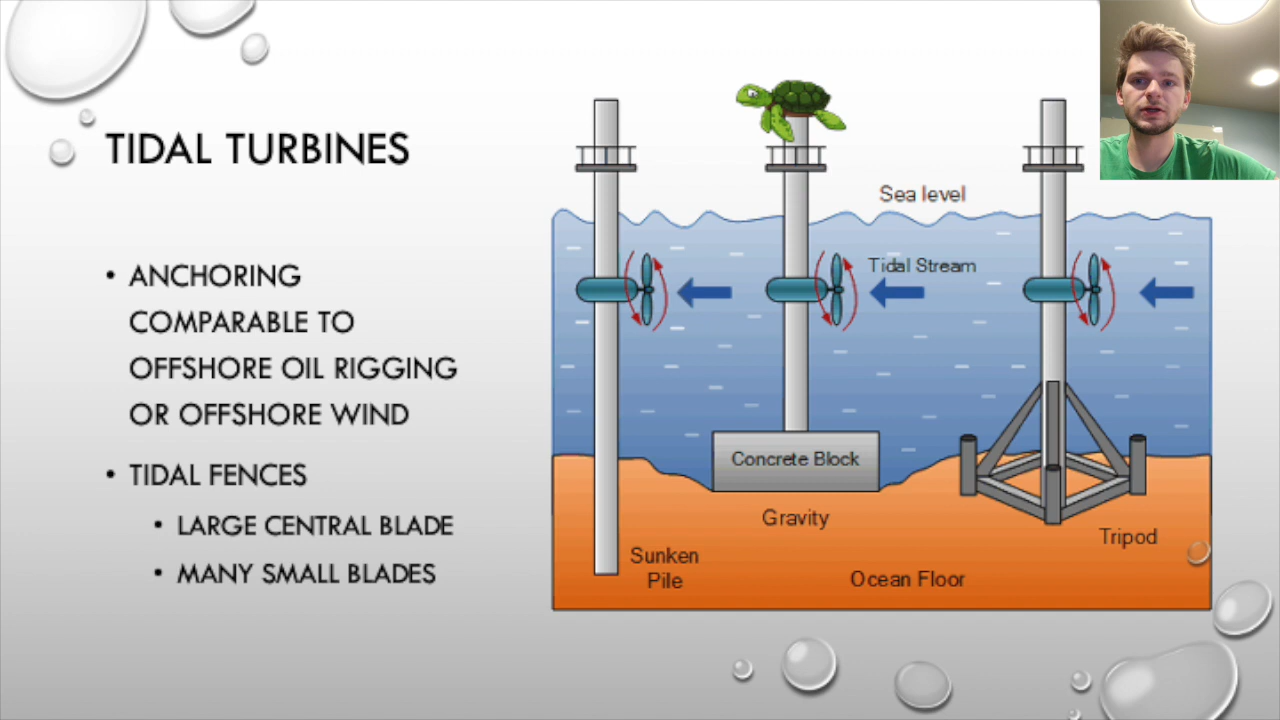 TIDAL TURBINES
• ANCHORING
COMPARABLE TO
OFFSHORE OIL RIGGING
OR OFFSHORE WIND
• TIDAL FENCES
• LARGE CENTRAL BLADE
• MANY SMALL BLADES
Sea level
Tidal Stream
Concrete Block
Gravity
Sunken
Pile
Tripod
Ocean Floor